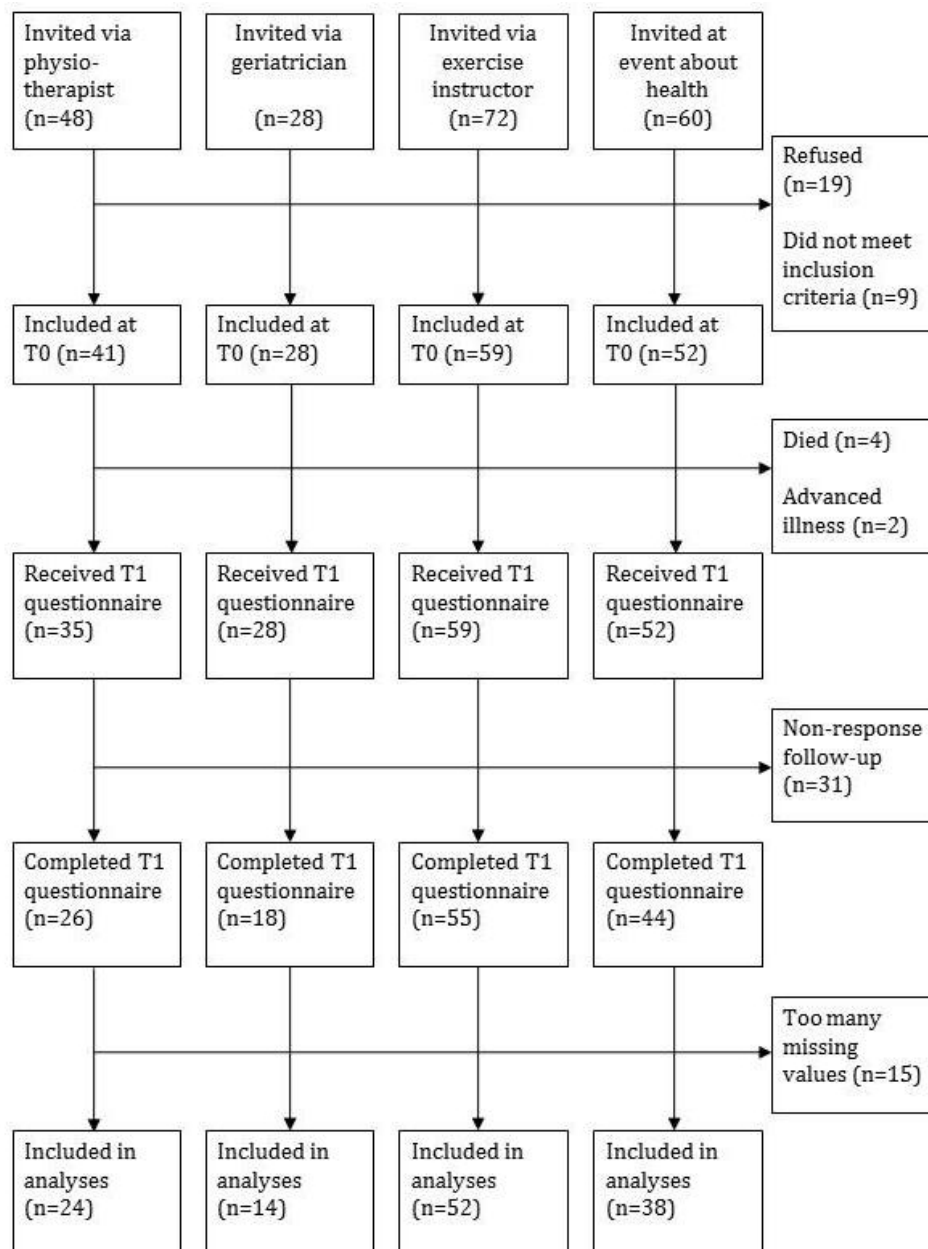 Invited via
physio-
therapist
(n=48)
Invited via
geriatrician
(n=28)
Invited via
exercise
instructor
(n=72)
Invited at
event about
health
(n=60)
Refused
(n=19)
Did not meet
inclusion
criteria (n=9)
Included at
T0 (n=41)
Included at
T0 (n=28)
Included at
T0 (n=59)
Included at
T0 (n=52)
Died (n=4)
Advanced
illness (n=2)
Received T1
questionnaire
(n=35)
Received T1
questionnaire
(n=28)
Received T1
questionnaire
(n=59)
Received T1
questionnaire
(n=52)
Non-response
follow-up
(n=31)
Completed T1
questionnaire
(n=26)
Completed T1
questionnaire
(n=18)
Completed T1
questionnaire
(n=55)
Completed T1
questionnaire
(n=44)
Too many
missing
values (n=15)
Included in
analyses
(n=24)
Included in
analyses
(n=14)
Included in
analyses
(n=52)
Included in
analyses
(n=38)